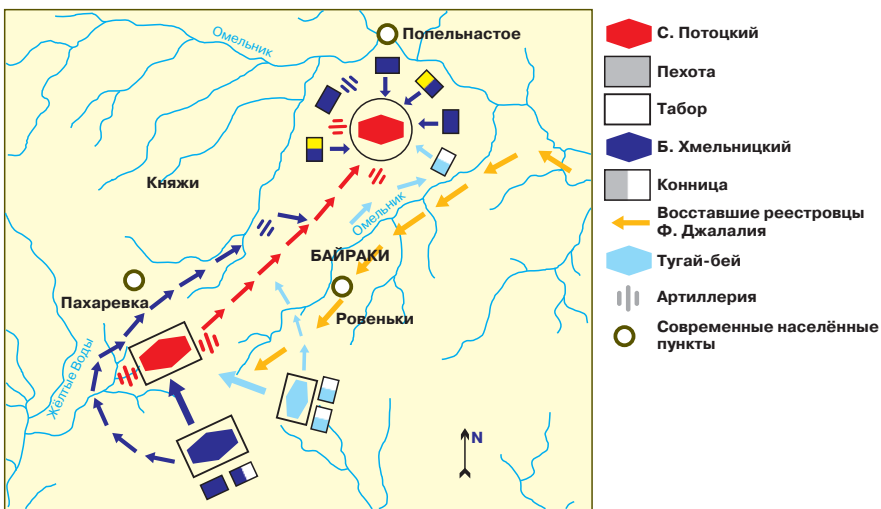 Омельник
Попельнастое
Княжи
Омельник
БАЙРАКИ
Пахаревка
Ровеньки
Жёлтые Воды
N
С. Потоцкий
Пехота
Табор
Б. Хмельницкий
Конница
Восставшие реестровцы
Ф. Джалалия
Тугай-бей
Артиллерия
Современные населённые
пункты